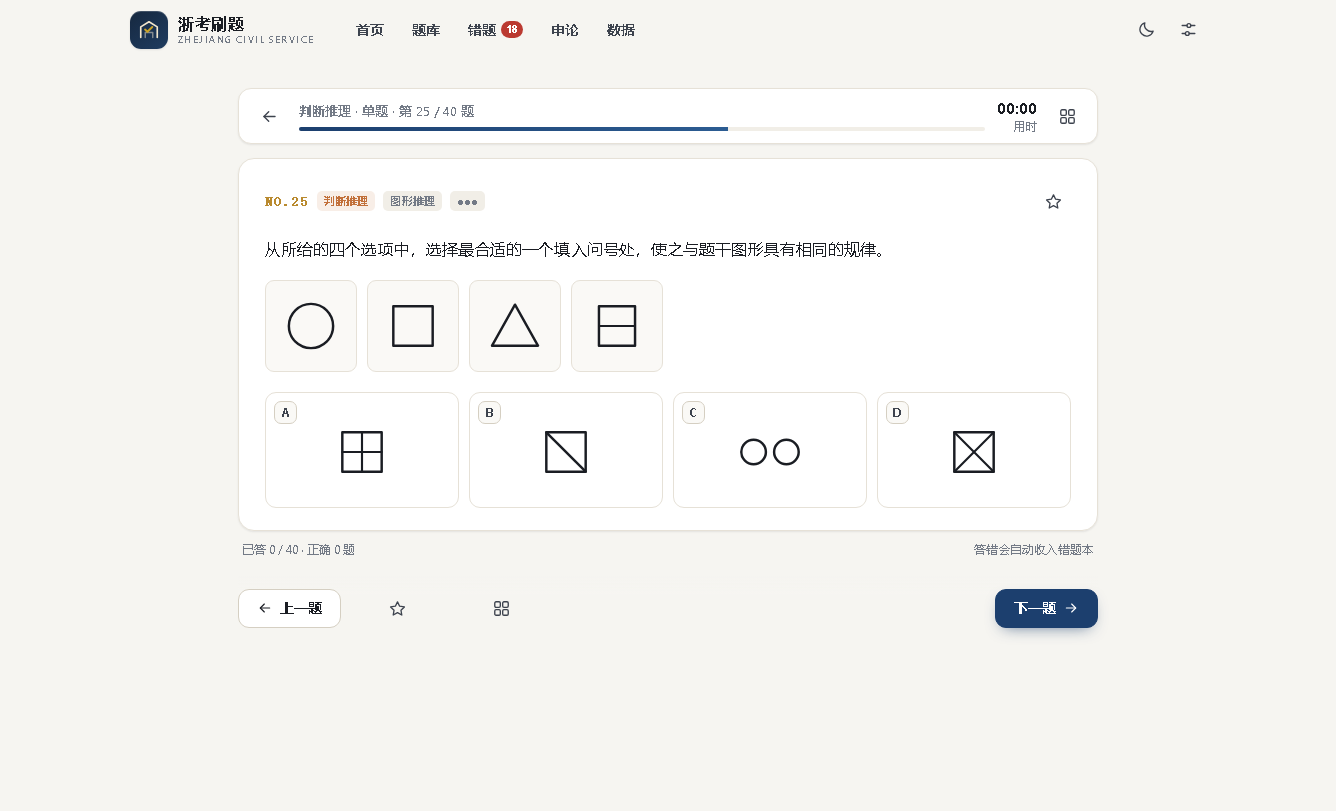 浙考刷题
ZHEJIANG CIVIL SERVICE
首页 题库 错题 18 申论 数据
判断推理 · 单题 · 第 25 / 40 题
00:00
用时
NO.25 判断推理 图形推理 •••
从所给的四个选项中，选择最合适的一个填入问号处，使之与题干图形具有相同的规律。
A B C D
已答 0 / 40 · 正确 0 题 答错会自动收入错题本
上一题 下一题